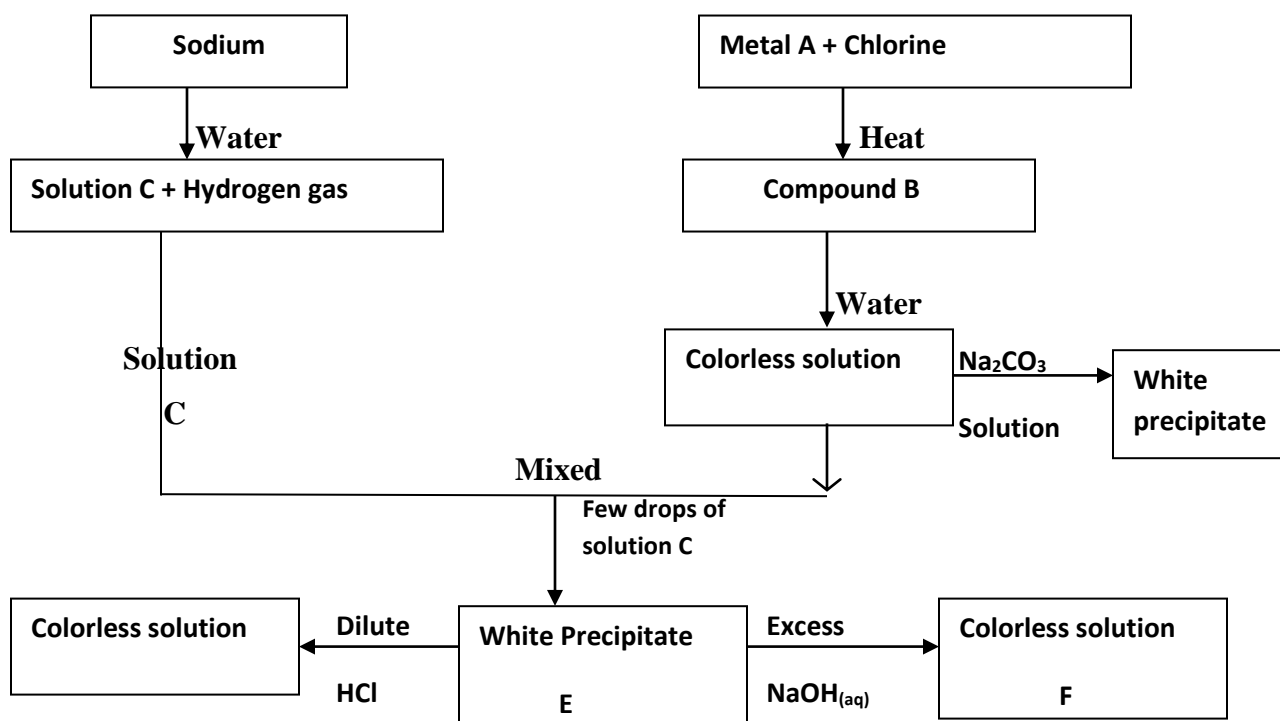 Sodium
Metal A + Chlorine
Water
Heat
Solution C + Hydrogen gas
Compound B
Water
Solution
C
Colorless solution
Na₂CO₃
Solution
White
precipitate
Mixed
Few drops of
solution C
Colorless solution
Dilute
HCl
White Precipitate
E
Excess
NaOH(aq)
Colorless solution
F